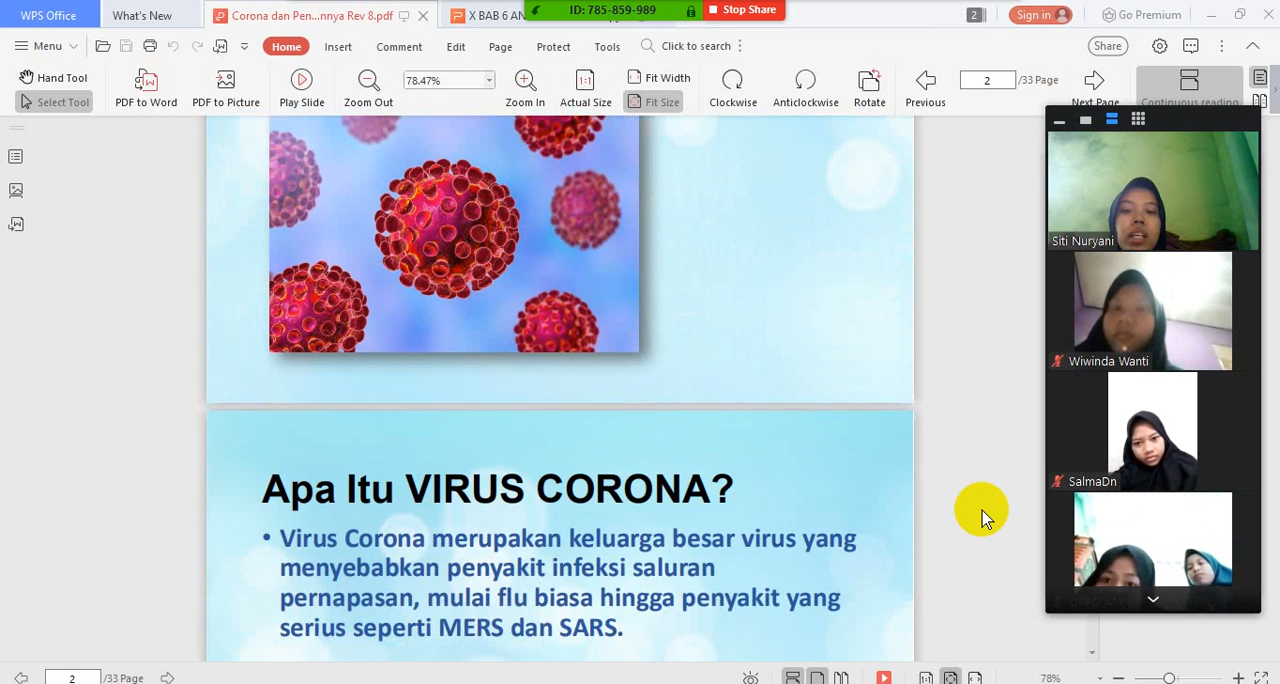 WPS Office
What's New
Corona dan Pen...nnya Rev 8.pdf
X BAB 6 AN
ID: 785-859-989
Stop Share
2
Sign in
Go Premium
Menu
Home
Insert
Comment
Edit
Page
Protect
Tools
Click to search
Share
Hand Tool
Select Tool
PDF to Word
PDF to Picture
Play Slide
Zoom Out
78.47%
Zoom In
1:1
Actual Size
Fit Width
Fit Size
Clockwise
Anticlockwise
Rotate
Previous
2
/33 Page
Next Page
Continuous reading
Siti Nuryani
Wiwinda Wanti
SalmaDn
Apa Itu VIRUS CORONA?
• Virus Corona merupakan keluarga besar virus yang
menyebabkan penyakit infeksi saluran
pernapasan, mulai flu biasa hingga penyakit yang
serius seperti MERS dan SARS.
2
/33 Page
78%